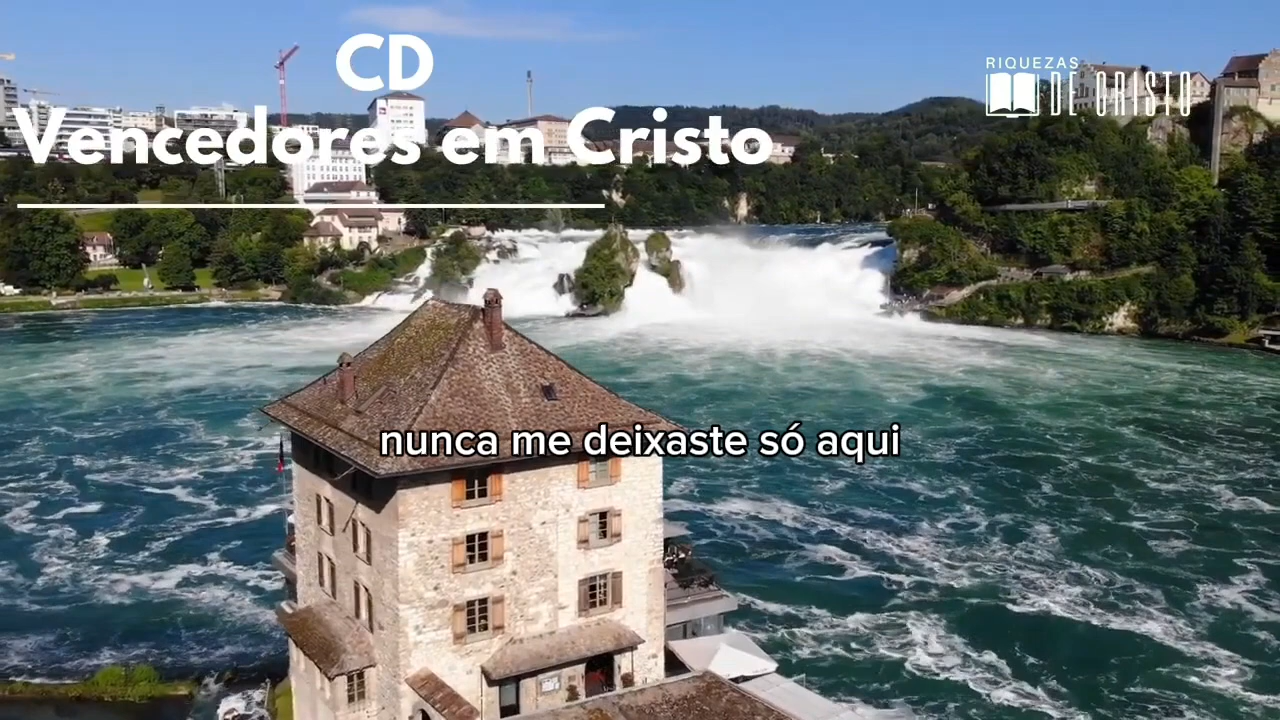 CD
Vencedores em Cristo
RIQUEZAS
DE CRISTO
nunca me deixaste só aqui